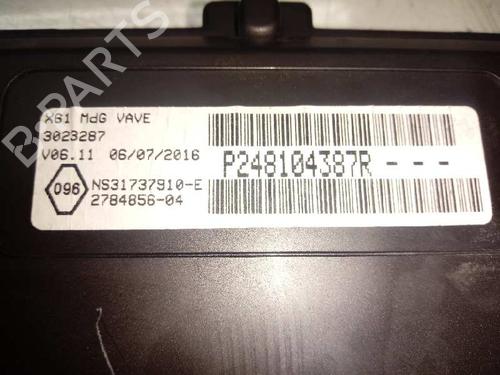 X61 MdG VAVE
3023287
V06.11 06/07/2016
096
NS31737910-E
2784856-04
P248104387R - - -
B PARTS